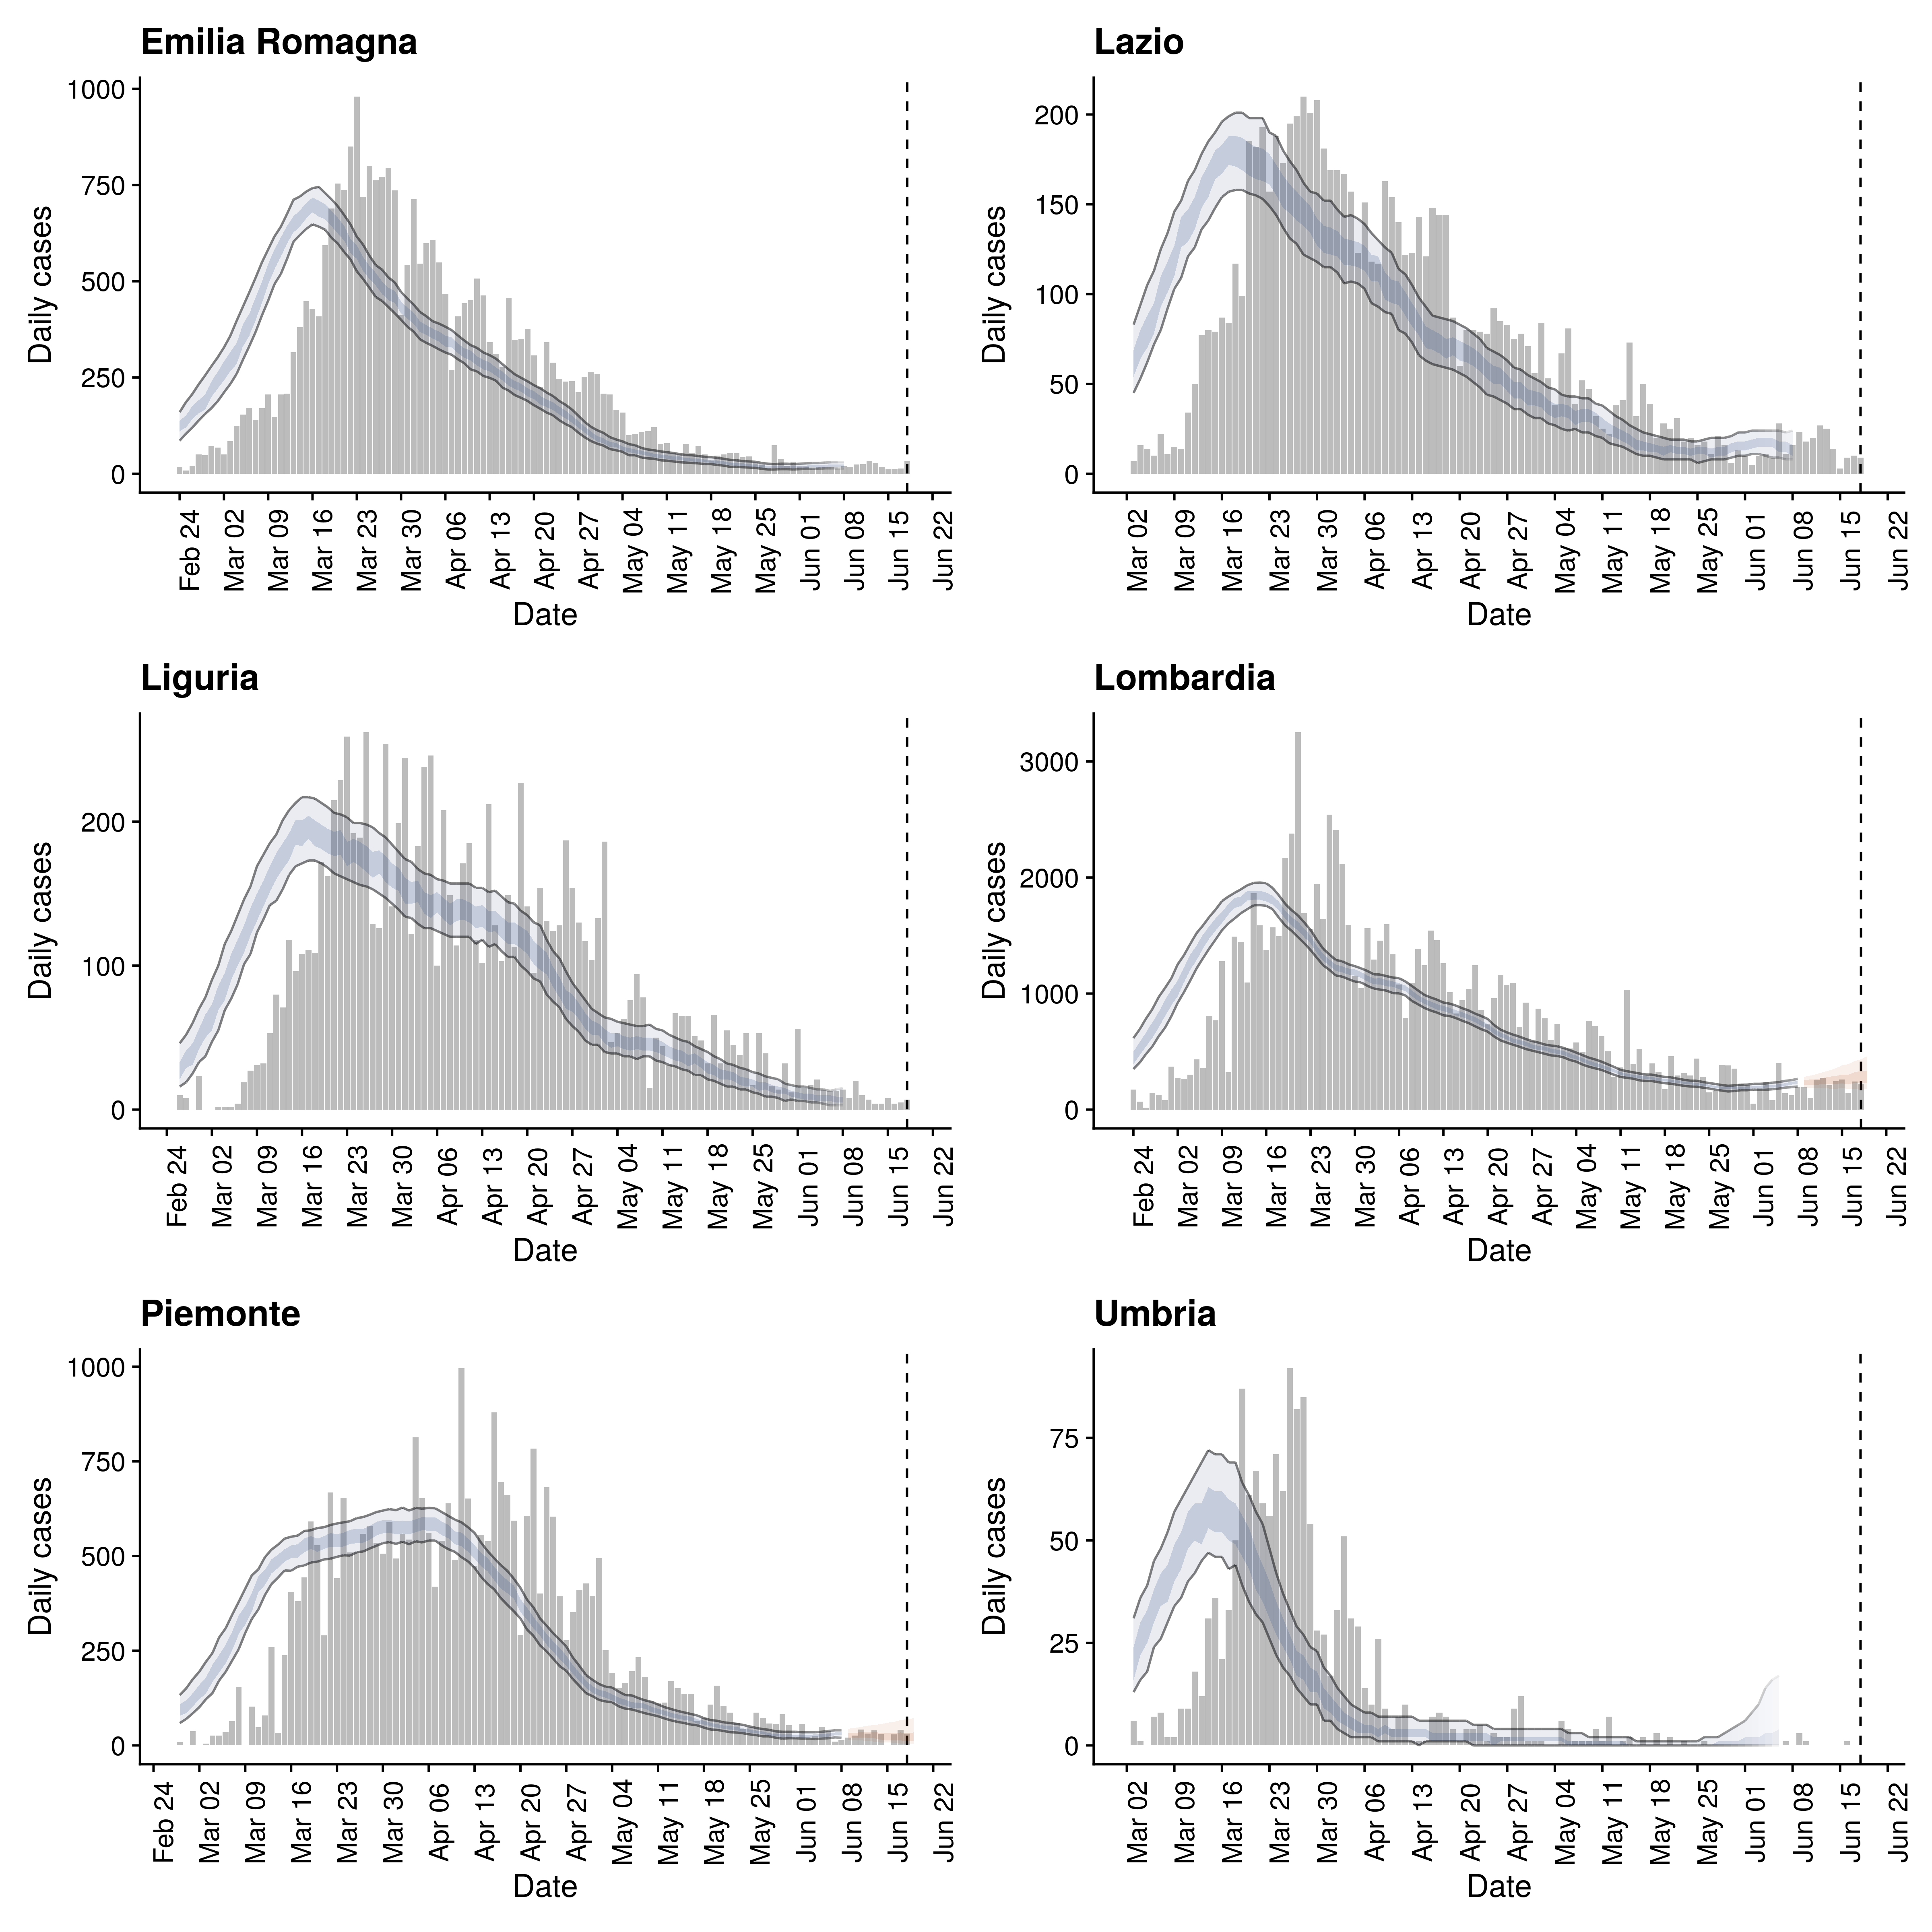 Emilia Romagna
Daily cases
1000
750
500
250
0
Feb 24
Mar 02
Mar 09
Mar 16
Mar 23
Mar 30
Apr 06
Apr 13
Apr 20
Apr 27
May 04
May 11
May 18
May 25
Jun 01
Jun 08
Jun 15
Jun 22
Date
Lazio
Daily cases
200
150
100
50
0
Mar 02
Mar 09
Mar 16
Mar 23
Mar 30
Apr 06
Apr 13
Apr 20
Apr 27
May 04
May 11
May 18
May 25
Jun 01
Jun 08
Jun 15
Jun 22
Date
Liguria
Daily cases
200
100
0
Feb 24
Mar 02
Mar 09
Mar 16
Mar 23
Mar 30
Apr 06
Apr 13
Apr 20
Apr 27
May 04
May 11
May 18
May 25
Jun 01
Jun 08
Jun 15
Jun 22
Date
Lombardia
Daily cases
3000
2000
1000
0
Feb 24
Mar 02
Mar 09
Mar 16
Mar 23
Mar 30
Apr 06
Apr 13
Apr 20
Apr 27
May 04
May 11
May 18
May 25
Jun 01
Jun 08
Jun 15
Jun 22
Date
Piemonte
Daily cases
1000
750
500
250
0
Feb 24
Mar 02
Mar 09
Mar 16
Mar 23
Mar 30
Apr 06
Apr 13
Apr 20
Apr 27
May 04
May 11
May 18
May 25
Jun 01
Jun 08
Jun 15
Jun 22
Date
Umbria
Daily cases
75
50
25
0
Mar 02
Mar 09
Mar 16
Mar 23
Mar 30
Apr 06
Apr 13
Apr 20
Apr 27
May 04
May 11
May 18
May 25
Jun 01
Jun 08
Jun 15
Jun 22
Date